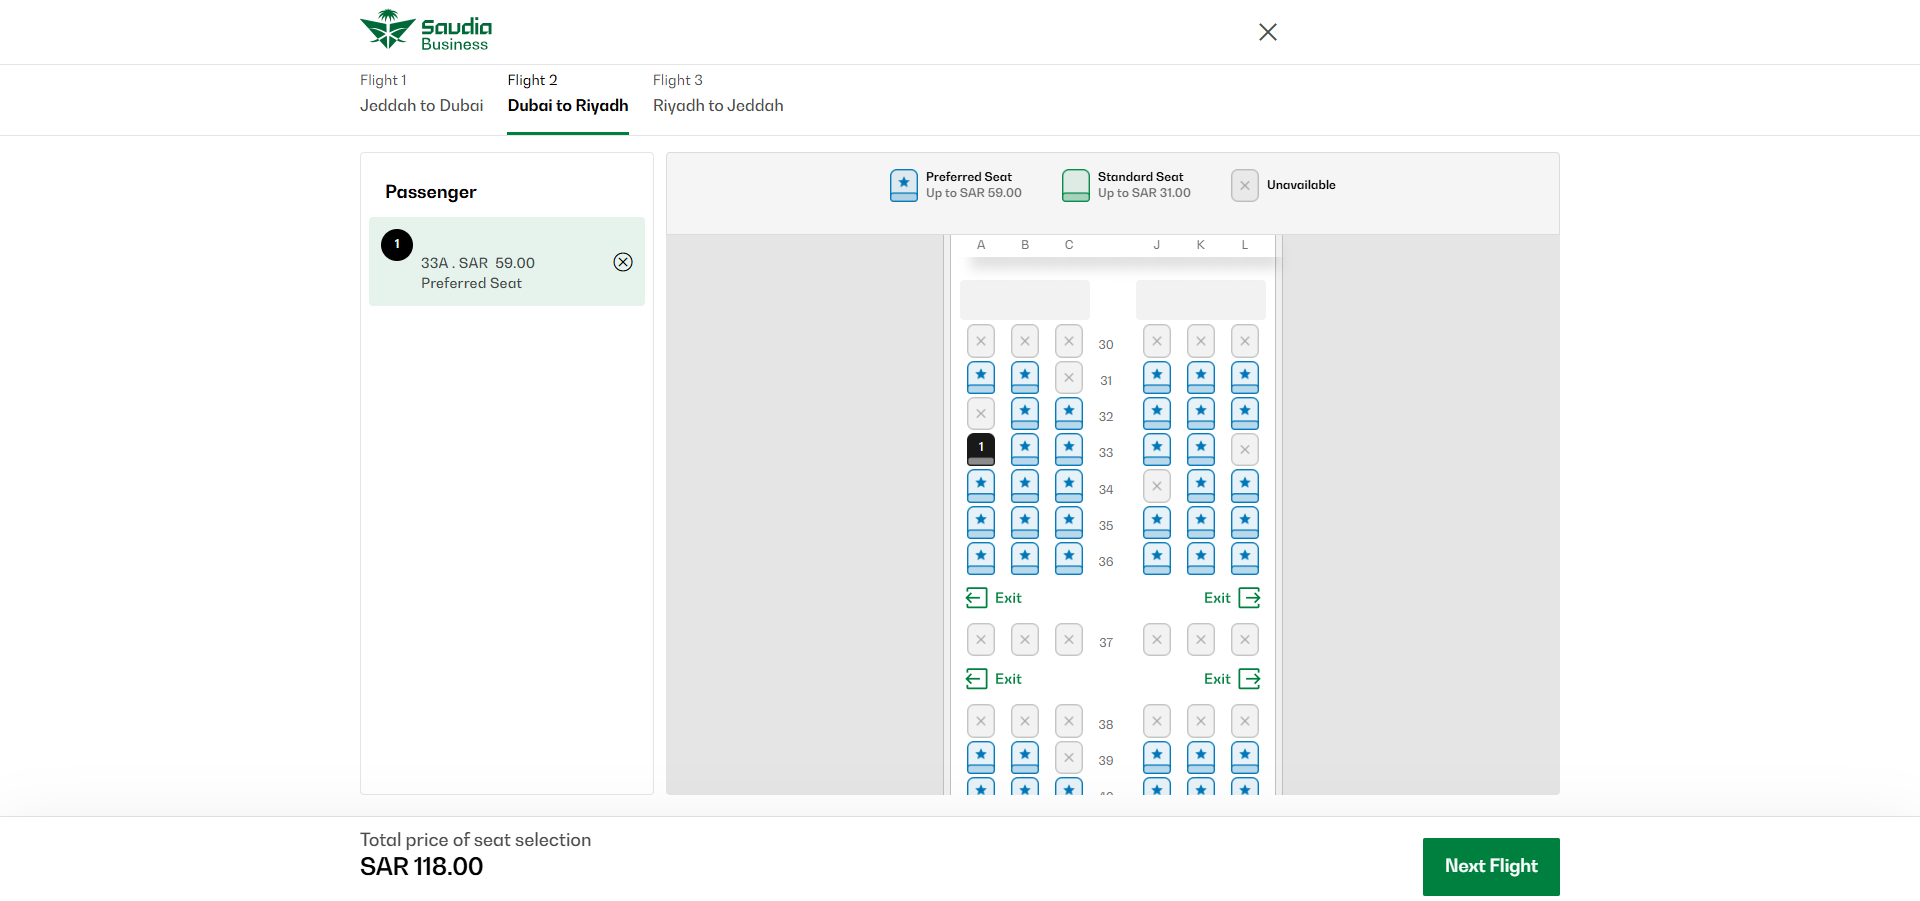 Saudia
Business
Flight 1
Jeddah to Dubai
Flight 2
Dubai to Riyadh
Flight 3
Riyadh to Jeddah
Passenger
1
33A . SAR 59.00
Preferred Seat
Preferred Seat
Up to SAR 59.00
Standard Seat
Up to SAR 31.00
Unavailable
A B C J K L
30
31
32
1 33
34
35
36
Exit Exit
37
Exit Exit
38
39
Total price of seat selection
SAR 118.00
Next Flight